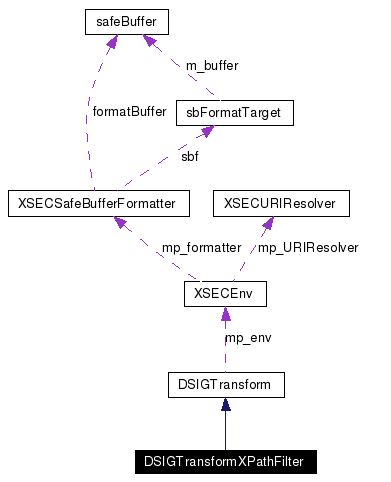 safeBuffer
m_buffer
formatBuffer
sbFormatTarget
sbf
XSECSafeBufferFormatter
XSECURIResolver
mp_formatter
mp_URIResolver
XSECEnv
mp_env
DSIGTransform
DSIGTransformXPathFilter